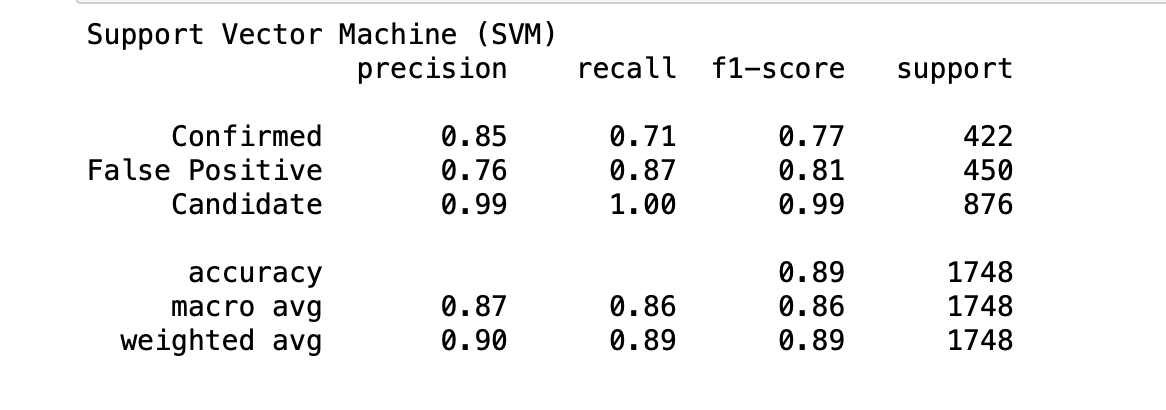 Support Vector Machine (SVM)
precision recall f1-score support
Confirmed 0.85 0.71 0.77 422
False Positive 0.76 0.87 0.81 450
Candidate 0.99 1.00 0.99 876
accuracy 0.89 1748
macro avg 0.87 0.86 0.86 1748
weighted avg 0.90 0.89 0.89 1748